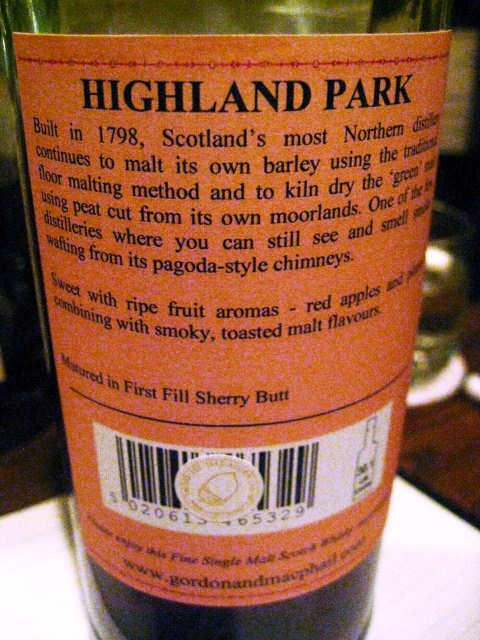 HIGHLAND PARK
Built in 1798, Scotland's most Northern
continues to malt its own barley using the
floor malting method and to kiln dry the 'green'
using peat cut from its own moorlands. One of the
distilleries where you can still see and smell
wafting from its pagoda-style chimneys.
Sweet with ripe fruit aromas - red apples and
combining with smoky, toasted malt flavours.
Matured in First Fill Sherry Butt
Please enjoy this Fine Single Malt Scotch Whisky
www.gordonandmacphail.com